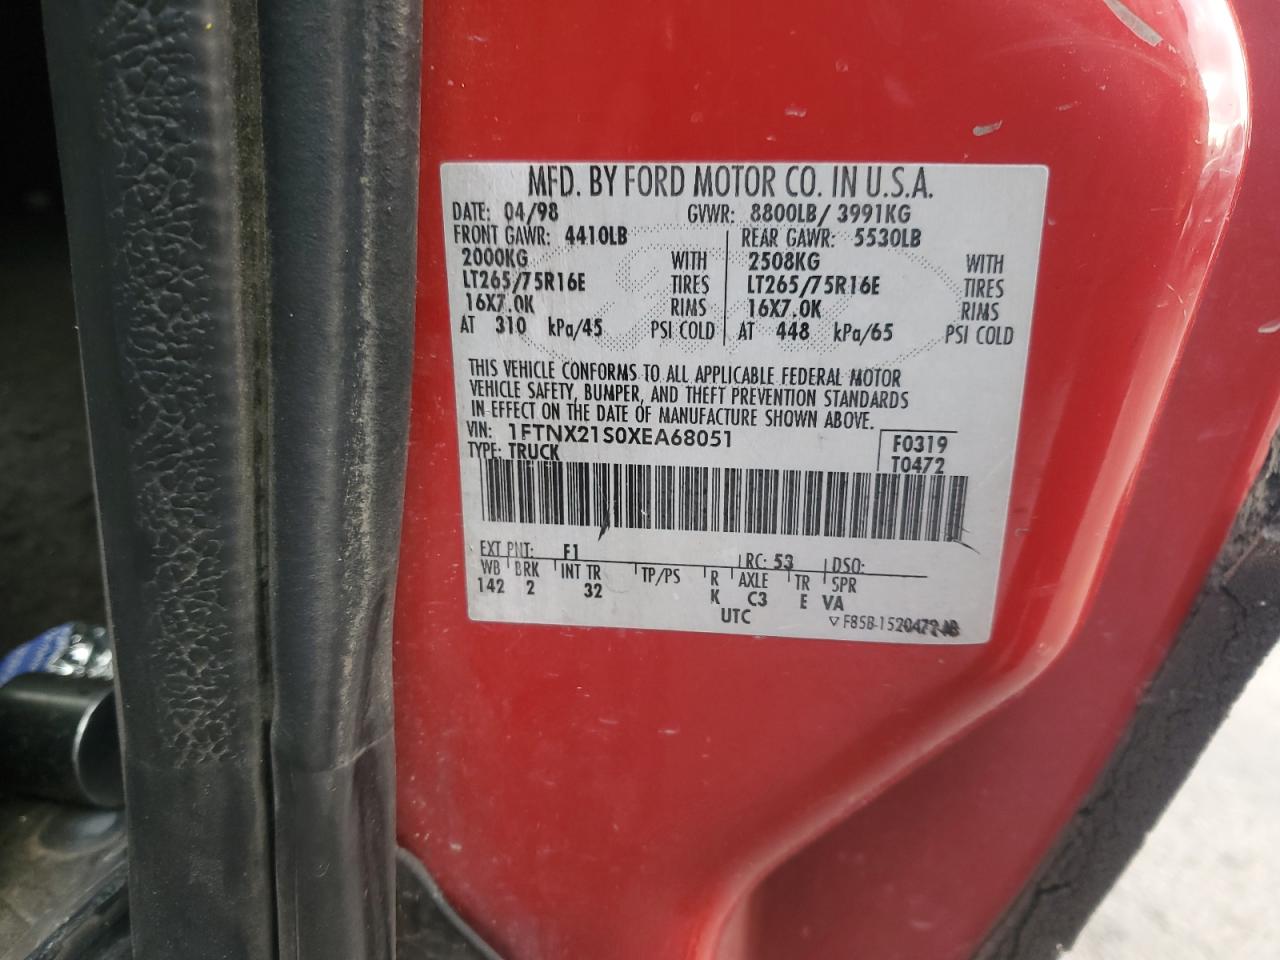 MFD. BY FORD MOTOR CO. IN U.S.A.
DATE: 04/98 GVWR: 8800LB/ 3991KG
FRONT GAWR: 4410LB REAR GAWR: 5530LB
2000KG WITH 2508KG WITH
LT265/75R16E TIRES LT265/75R16E TIRES
16X7.0K RIMS 16X7.0K RIMS
AT 310 kPa/45 PSI COLD AT 448 kPa/65 PSI COLD
THIS VEHICLE CONFORMS TO ALL APPLICABLE FEDERAL MOTOR
VEHICLE SAFETY, BUMPER, AND THEFT PREVENTION STANDARDS
IN EFFECT ON THE DATE OF MANUFACTURE SHOWN ABOVE.
VIN: 1FTNX21S0XEA68051 F0319
TYPE: TRUCK T0472
EXT PNT: F1 RC: 53 DSO:
WB BRK INT TR TP/PS R AXLE TR SPR
142 2 32 K C3 E VA
UTC